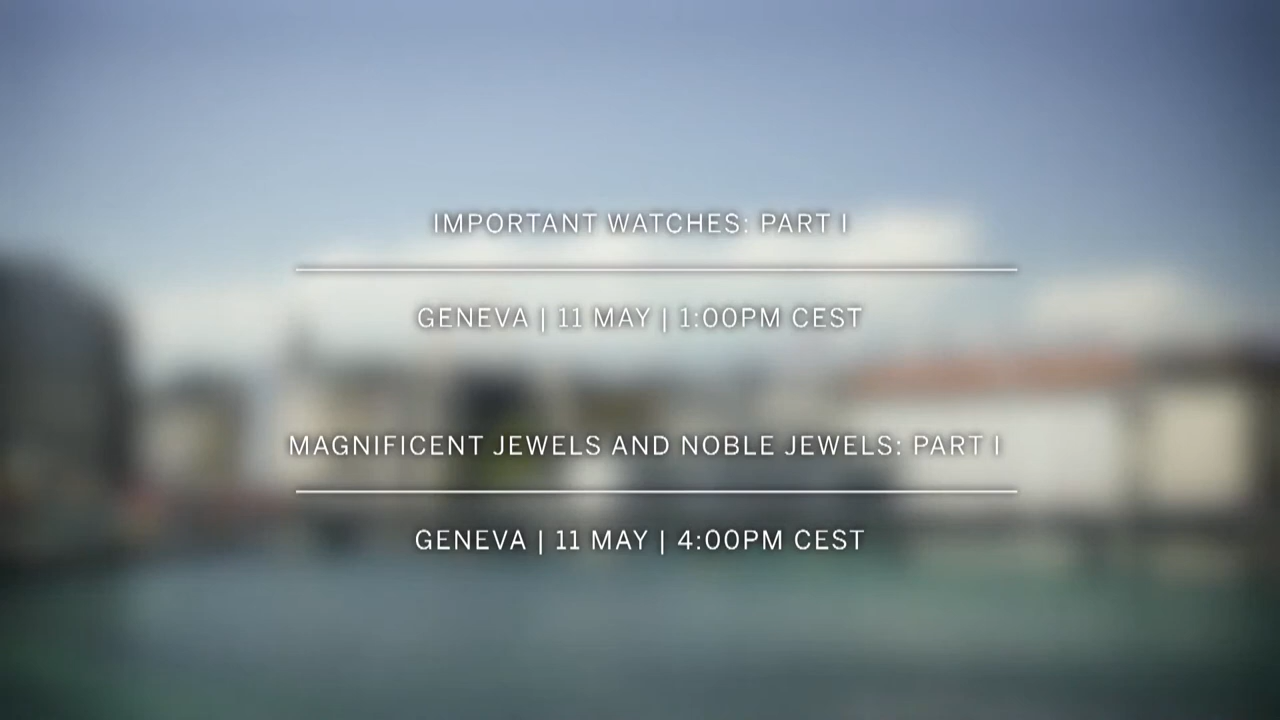 IMPORTANT WATCHES: PART I
GENEVA | 11 MAY | 1:00PM CEST
MAGNIFICENT JEWELS AND NOBLE JEWELS: PART I
GENEVA | 11 MAY | 4:00PM CEST